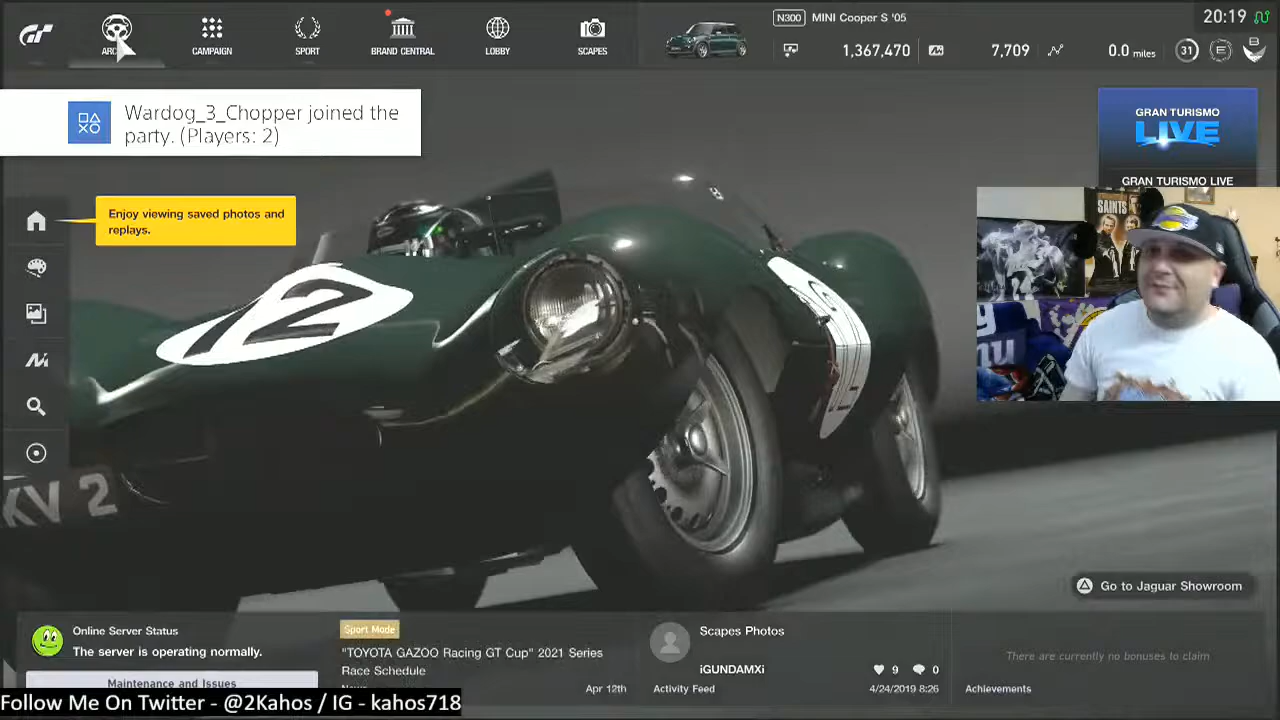 ARC
CAMPAIGN
SPORT
BRAND CENTRAL
LOBBY
SCAPES
N300 MINI Cooper S '05
1,367,470
7,709
0.0 miles
20:19
31
E
B
Wardog_3_Chopper joined the
party. (Players: 2)
GRAN TURISMO
LIVE
GRAN TURISMO LIVE
Enjoy viewing saved photos and
replays.
SAINTS
12
KV 2
Go to Jaguar Showroom
Online Server Status
The server is operating normally.
Maintenance and Issues
Sport Mode
"TOYOTA GAZOO Racing GT Cup" 2021 Series
Race Schedule
News
Apr 12th
Scapes Photos
iGUNDAMXi
9
0
Activity Feed
4/24/2019 8:26
There are currently no bonuses to claim
Achievements
Follow Me On Twitter - @2Kahos / IG - kahos718